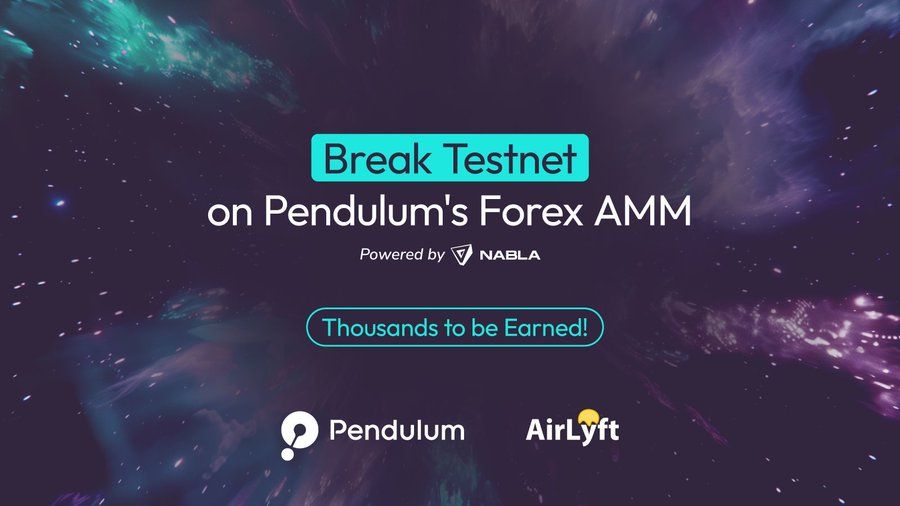 Break Testnet
on Pendulum's Forex AMM
Powered by NABLA
Thousands to be Earned!
Pendulum
AirLyft